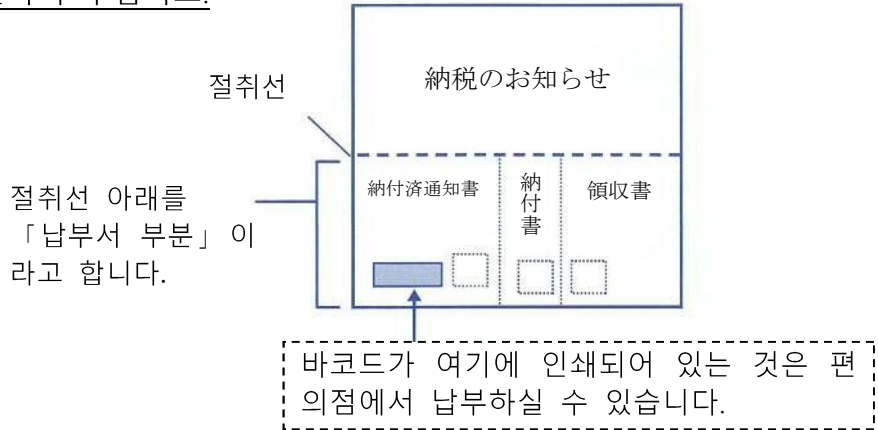 納税のお知らせ
절취선
절취선 아래를
「납부서 부분」이
라고 합니다.
納付済通知書
納付書
領収書
바코드가 여기에 인쇄되어 있는 것은 편
의점에서 납부하실 수 있습니다.